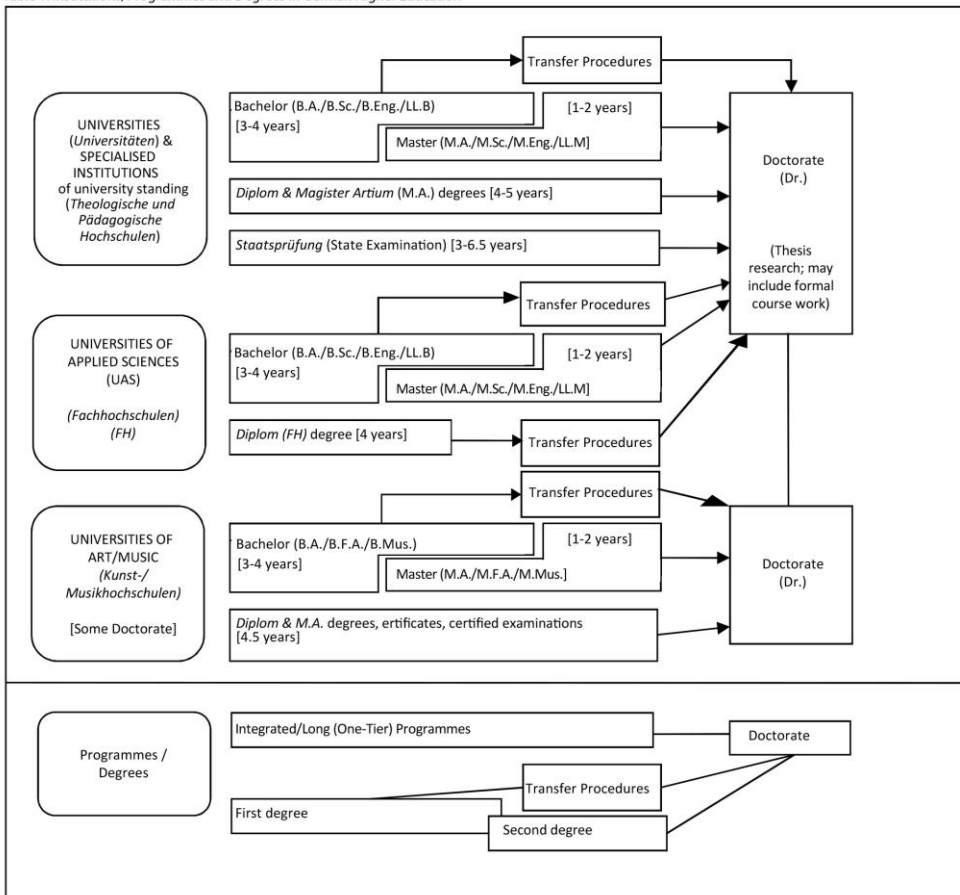 Transfer Procedures
UNIVERSITIES
(Universitäten) &
SPECIALISED
INSTITUTIONS
of university standing
(Theologische und
Pädagogische
Hochschulen)
Bachelor (B.A./B.Sc./B.Eng./LL.B)
[3-4 years]
[1-2 years]
Master (M.A./M.Sc./M.Eng./LL.M]
Diplom & Magister Artium (M.A.) degrees [4-5 years]
Staatsprüfung (State Examination) [3-6.5 years]
Doctorate
(Dr.)
(Thesis
research; may
include formal
course work)
UNIVERSITIES OF
APPLIED SCIENCES
(UAS)
(Fachhochschulen)
(FH)
Transfer Procedures
Bachelor (B.A./B.Sc./B.Eng./LL.B)
[3-4 years]
[1-2 years]
Master (M.A./M.Sc./M.Eng./LL.M]
Diplom (FH) degree [4 years]
Transfer Procedures
UNIVERSITIES OF
ART/MUSIC
(Kunst-/
Musikhochschulen)
[Some Doctorate]
Transfer Procedures
Bachelor (B.A./B.F.A./B.Mus.)
[3-4 years]
[1-2 years]
Master (M.A./M.F.A./M.Mus.]
Diplom & M.A. degrees, ertificates, certified examinations
[4.5 years]
Doctorate
(Dr.)
Programmes /
Degrees
Integrated/Long (One-Tier) Programmes
Doctorate
Transfer Procedures
First degree
Second degree